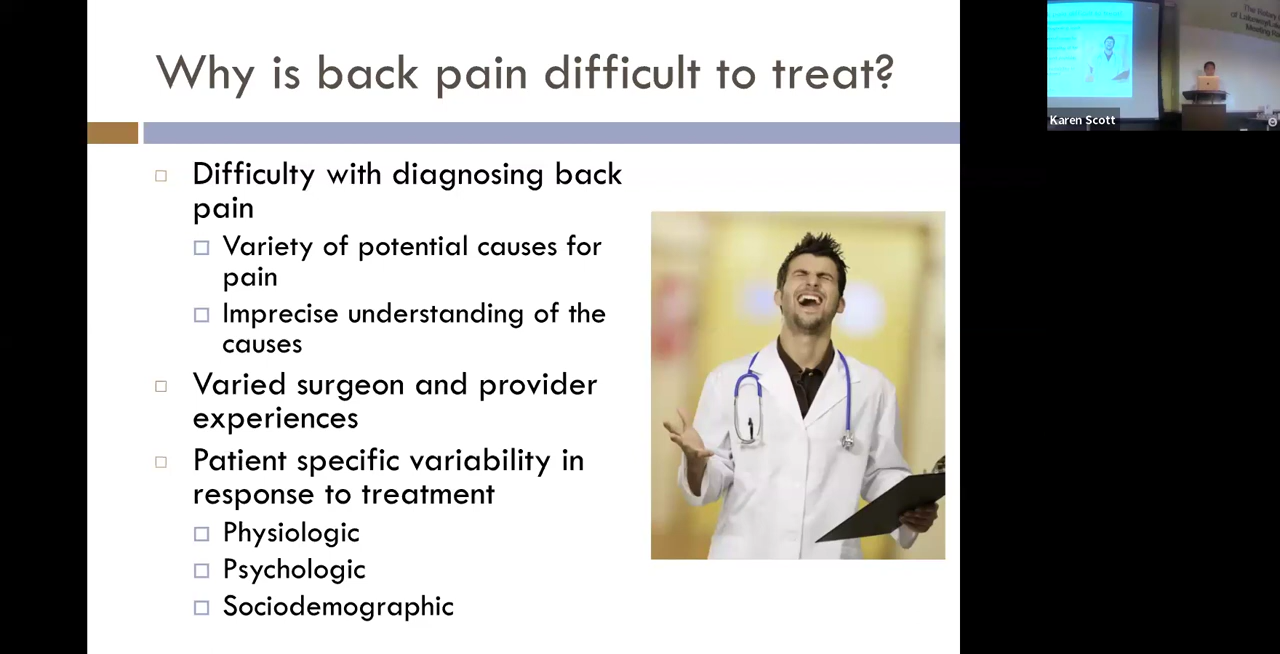 Why is back pain difficult to treat?
Difficulty with diagnosing back
pain
Variety of potential causes for
pain
Imprecise understanding of the
causes
Varied surgeon and provider
experiences
Patient specific variability in
response to treatment
Physiologic
Psychologic
Sociodemographic
Karen Scott